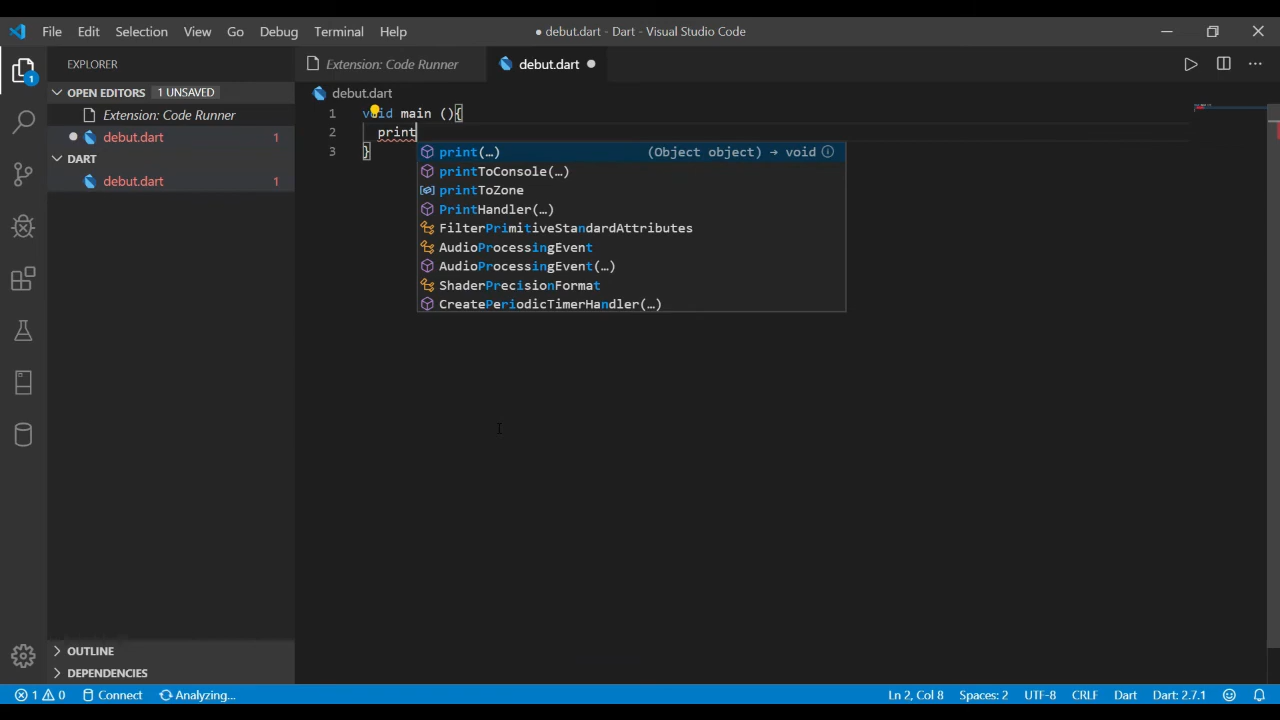 File Edit Selection View Go Debug Terminal Help
● debut.dart - Dart - Visual Studio Code
EXPLORER
Extension: Code Runner
debut.dart
OPEN EDITORS 1 UNSAVED
debut.dart
Extension: Code Runner
1 void main (){
debut.dart 1
2 print
DART
3 }
debut.dart 1
print(…) (Object object) → void
printToConsole(…)
printToZone
PrintHandler(…)
FilterPrimitiveStandardAttributes
AudioProcessingEvent
AudioProcessingEvent(…)
ShaderPrecisionFormat
CreatePeriodicTimerHandler(…)
1
OUTLINE
DEPENDENCIES
1 0 Connect Analyzing... Ln 2, Col 8 Spaces: 2 UTF-8 CRLF Dart Dart: 2.7.1